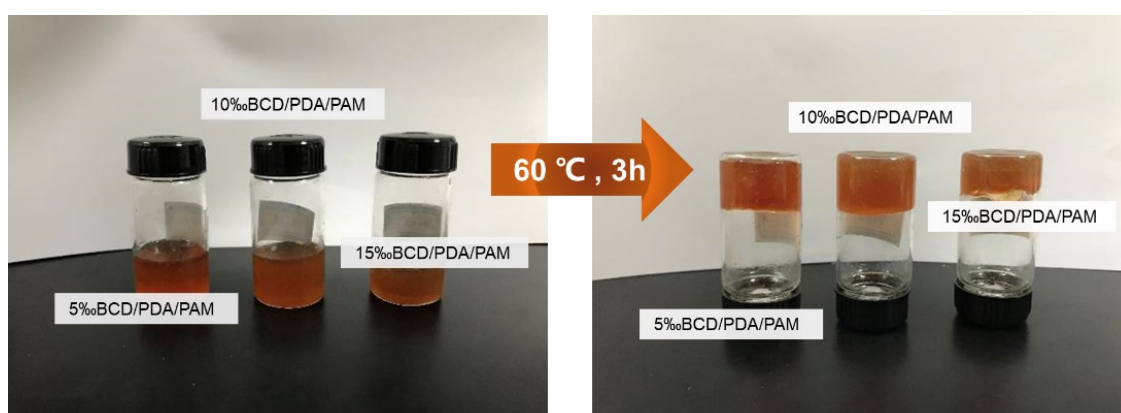 10‰BCD/PDA/PAM
15‰BCD/PDA/PAM
5‰BCD/PDA/PAM
60 ℃ , 3h
10‰BCD/PDA/PAM
15‰BCD/PDA/PAM
5‰BCD/PDA/PAM